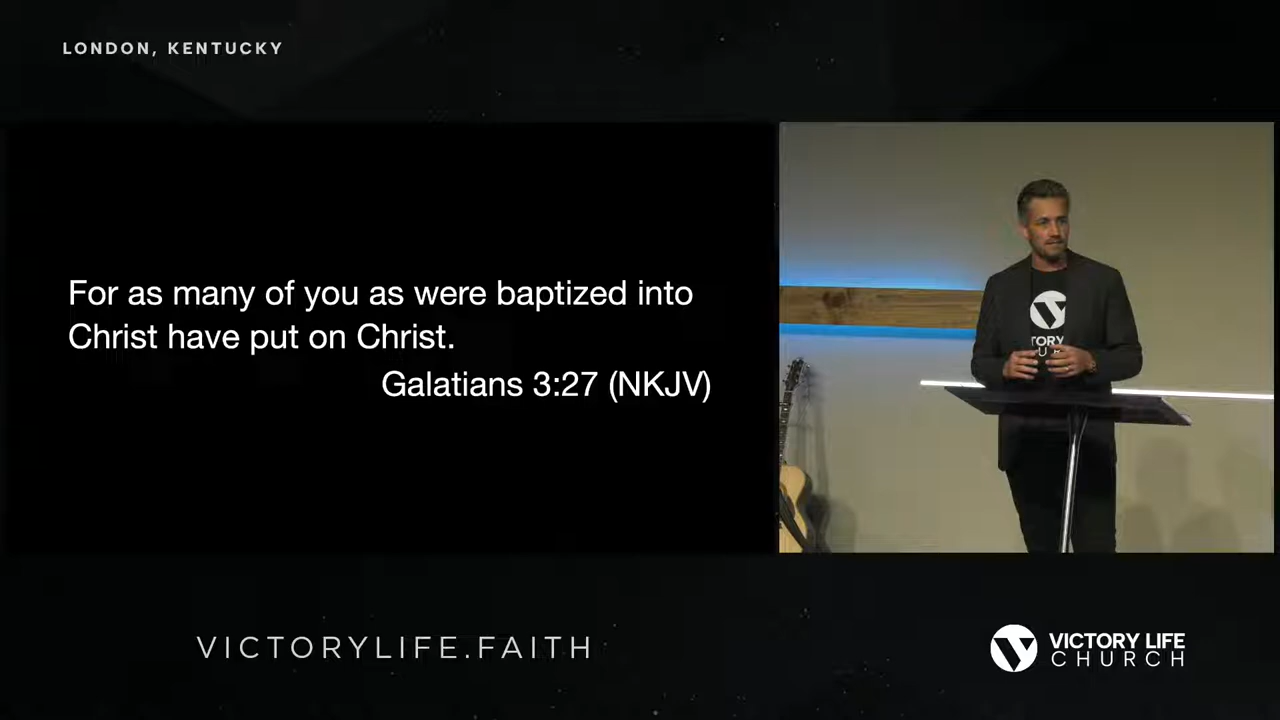 LONDON, KENTUCKY
For as many of you as were baptized into
Christ have put on Christ.
Galatians 3:27 (NKJV)
TORY
VICTORYLIFE.FAITH
VICTORY LIFE
CHURCH